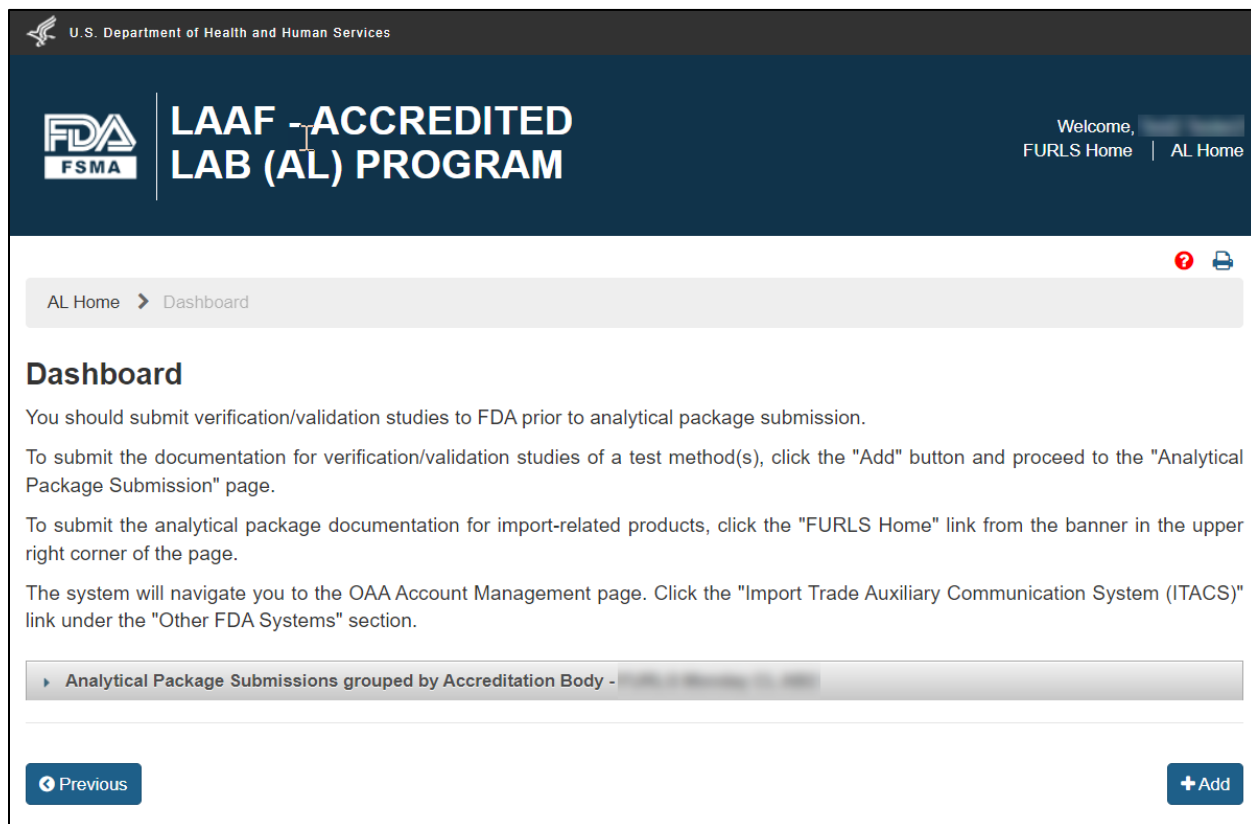 U.S. Department of Health and Human Services
FDA
FSMA
LAAF - ACCREDITED
LAB (AL) PROGRAM
Welcome,
FURLS Home | AL Home
AL Home > Dashboard
Dashboard
You should submit verification/validation studies to FDA prior to analytical package submission.
To submit the documentation for verification/validation studies of a test method(s), click the "Add" button and proceed to the "Analytical
Package Submission" page.
To submit the analytical package documentation for import-related products, click the "FURLS Home" link from the banner in the upper
right corner of the page.
The system will navigate you to the OAA Account Management page. Click the "Import Trade Auxiliary Communication System (ITACS)"
link under the "Other FDA Systems" section.
Analytical Package Submissions grouped by Accreditation Body -
Previous
+ Add